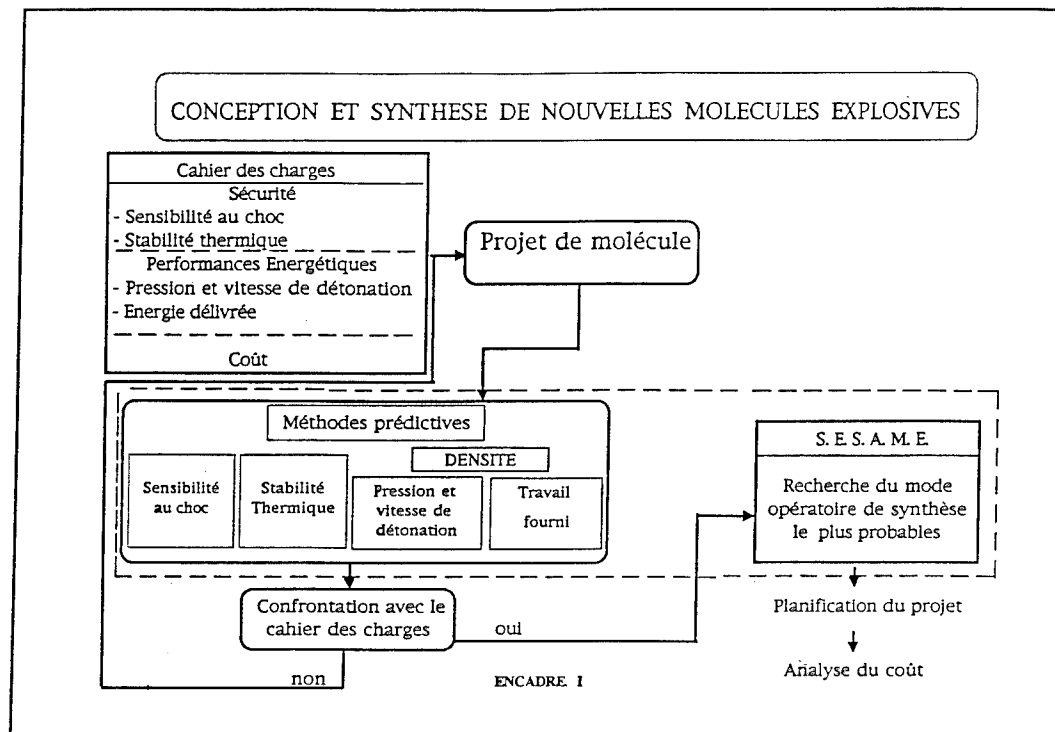 CONCEPTION ET SYNTHESE DE NOUVELLES MOLECULES EXPLOSIVES
Cahier des charges
Sécurité
- Sensibilité au choc
- Stabilité thermique
Performances Energétiques
- Pression et vitesse de détonation
- Energie délivrée
Coût
Projet de molécule
Méthodes prédictives
DENSITE
Sensibilité
au choc
Stabilité
Thermique
Pression et
vitesse de
détonation
Travail
fourni
S. E. S. A. M. E.
Recherche du mode
opératoire de synthèse
le plus probables
Confrontation avec le
cahier des charges
oui
non
Planification du projet
Analyse du coût
ENCADRE. I